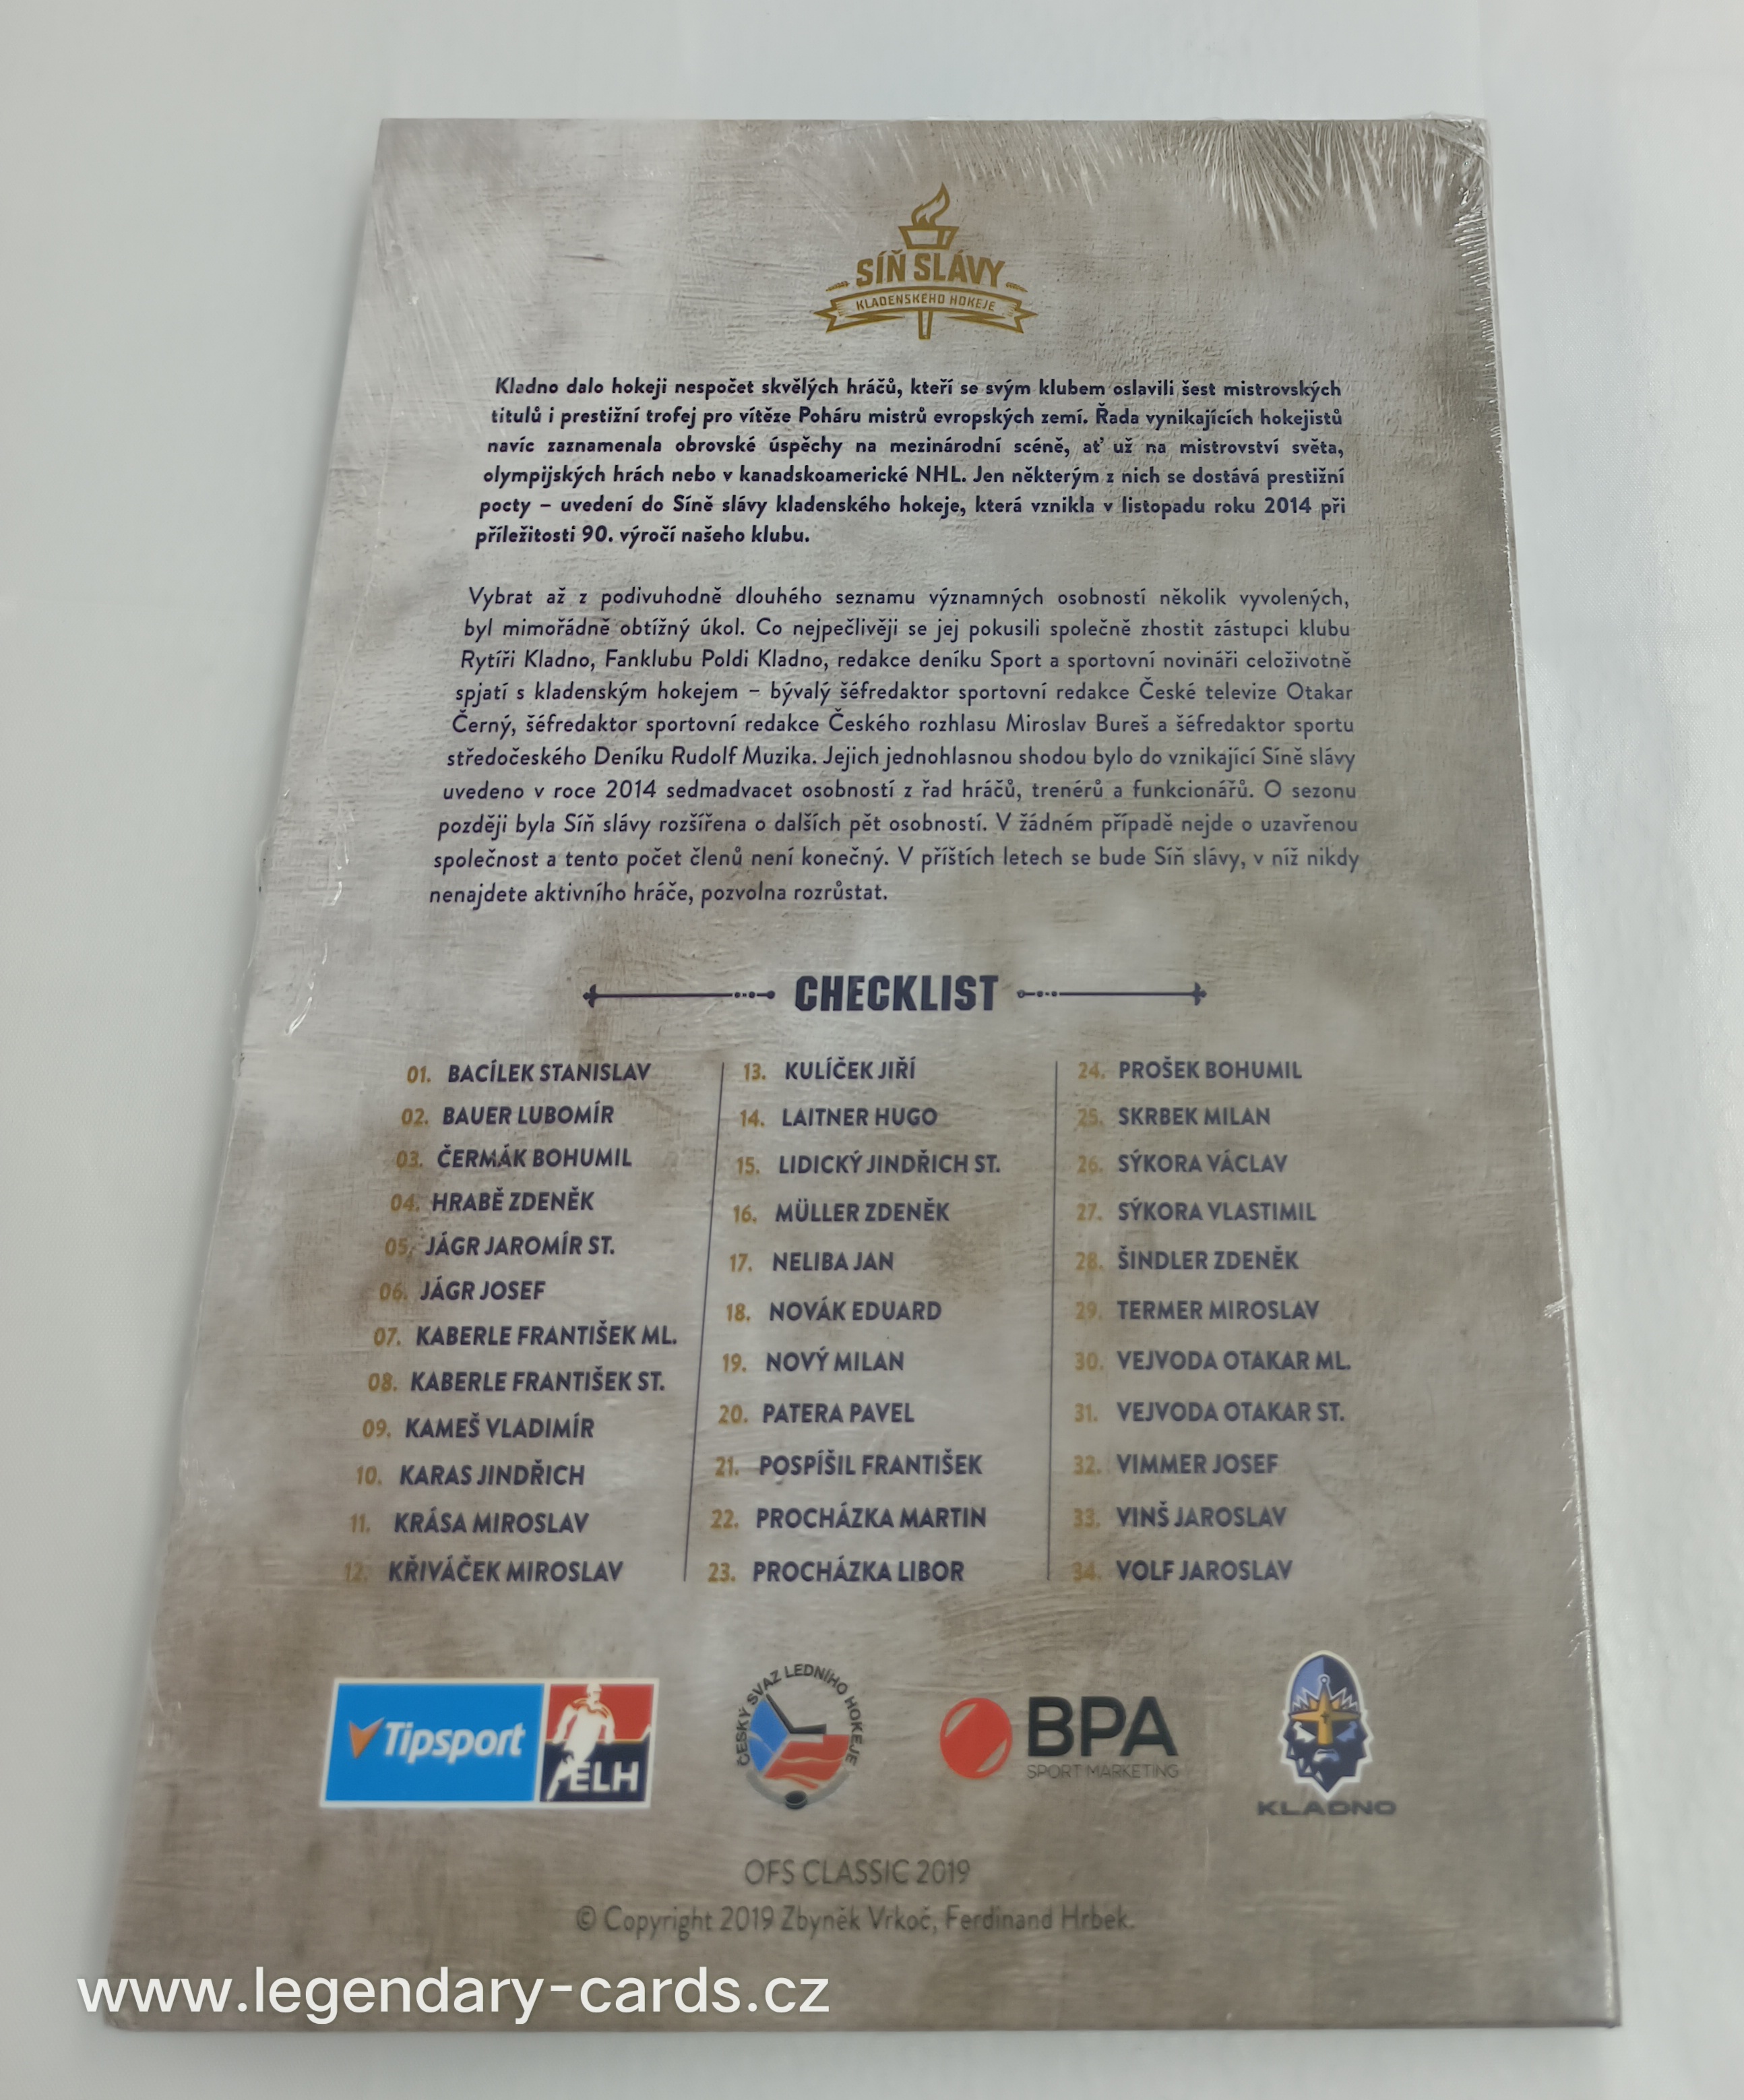 SÍŇ SLÁVY
KLADENSKÉHO HOKEJE
Kladno dalo hokeji nespočet skvělých hráčů, kteří se svým klubem oslavili šest mistrovských
titulů i prestižní trofej pro vítěze Poháru mistrů evropských zemí. Řada vynikajících hokejistů
navíc zaznamenala obrovské úspěchy na mezinárodní scéně, ať už na mistrovství světa,
olympijských hrách nebo v kanadskoamerické NHL. Jen některým z nich se dostává prestižní
pocty – uvedení do Síně slávy kladenského hokeje, která vznikla v listopadu roku 2014 při
příležitosti 90. výročí našeho klubu.
Vybrat až z podivuhodně dlouhého seznamu významných osobností několik vyvolených,
byl mimořádně obtížný úkol. Co nejpečlivěji se jej pokusili společně zhostit zástupci klubu
Rytíři Kladno, Fanklubu Poldi Kladno, redakce deníku Sport a sportovní novináři celoživotně
spjatí s kladenským hokejem – bývalý šéfredaktor sportovní redakce České televize Otakar
Černý, šéfredaktor sportovní redakce Českého rozhlasu Miroslav Bureš a šéfredaktor sportu
středočeského Deníku Rudolf Muzika. Jejich jednohlasnou shodou bylo do vznikající Síně slávy
uvedeno v roce 2014 sedmadvacet osobností z řad hráčů, trenérů a funkcionářů. O sezonu
později byla Síň slávy rozšířena o dalších pět osobností. V žádném případě nejde o uzavřenou
společnost a tento počet členů není konečný. V příštích letech se bude Síň slávy, v níž nikdy
nenajdete aktivního hráče, pozvolna rozrůstat.
CHECKLIST
01. BACÍLEK STANISLAV
02. BAUER LUBOMÍR
03. ČERMÁK BOHUMIL
04. HRABĚ ZDENĚK
05. JÁGR JAROMÍR ST.
06. JÁGR JOSEF
07. KABERLE FRANTIŠEK ML.
08. KABERLE FRANTIŠEK ST.
09. KAMEŠ VLADIMÍR
10. KARAS JINDŘICH
11. KRÁSA MIROSLAV
12. KŘIVÁČEK MIROSLAV
13. KULÍČEK JIŘÍ
14. LAITNER HUGO
15. LIDICKÝ JINDŘICH ST.
16. MÜLLER ZDENĚK
17. NELIBA JAN
18. NOVÁK EDUARD
19. NOVÝ MILAN
20. PATERA PAVEL
21. POSPÍŠIL FRANTIŠEK
22. PROCHÁZKA MARTIN
23. PROCHÁZKA LIBOR
24. PROŠEK BOHUMIL
25. SKRBEK MILAN
26. SÝKORA VÁCLAV
27. SÝKORA VLASTIMIL
28. ŠINDLER ZDENĚK
29. TERMER MIROSLAV
30. VEJVODA OTAKAR ML.
31. VEJVODA OTAKAR ST.
32. VIMMER JOSEF
33. VINŠ JAROSLAV
34. VOLF JAROSLAV
Tipsport
ELH
ČESKÝ SVAZ LEDNÍHO HOKEJE
BPA
SPORT MARKETING
KLADNO
OFS CLASSIC 2019
© Copyright 2019 Zbyněk Vrkoč, Ferdinand Hrbek.
www.legendary-cards.cz